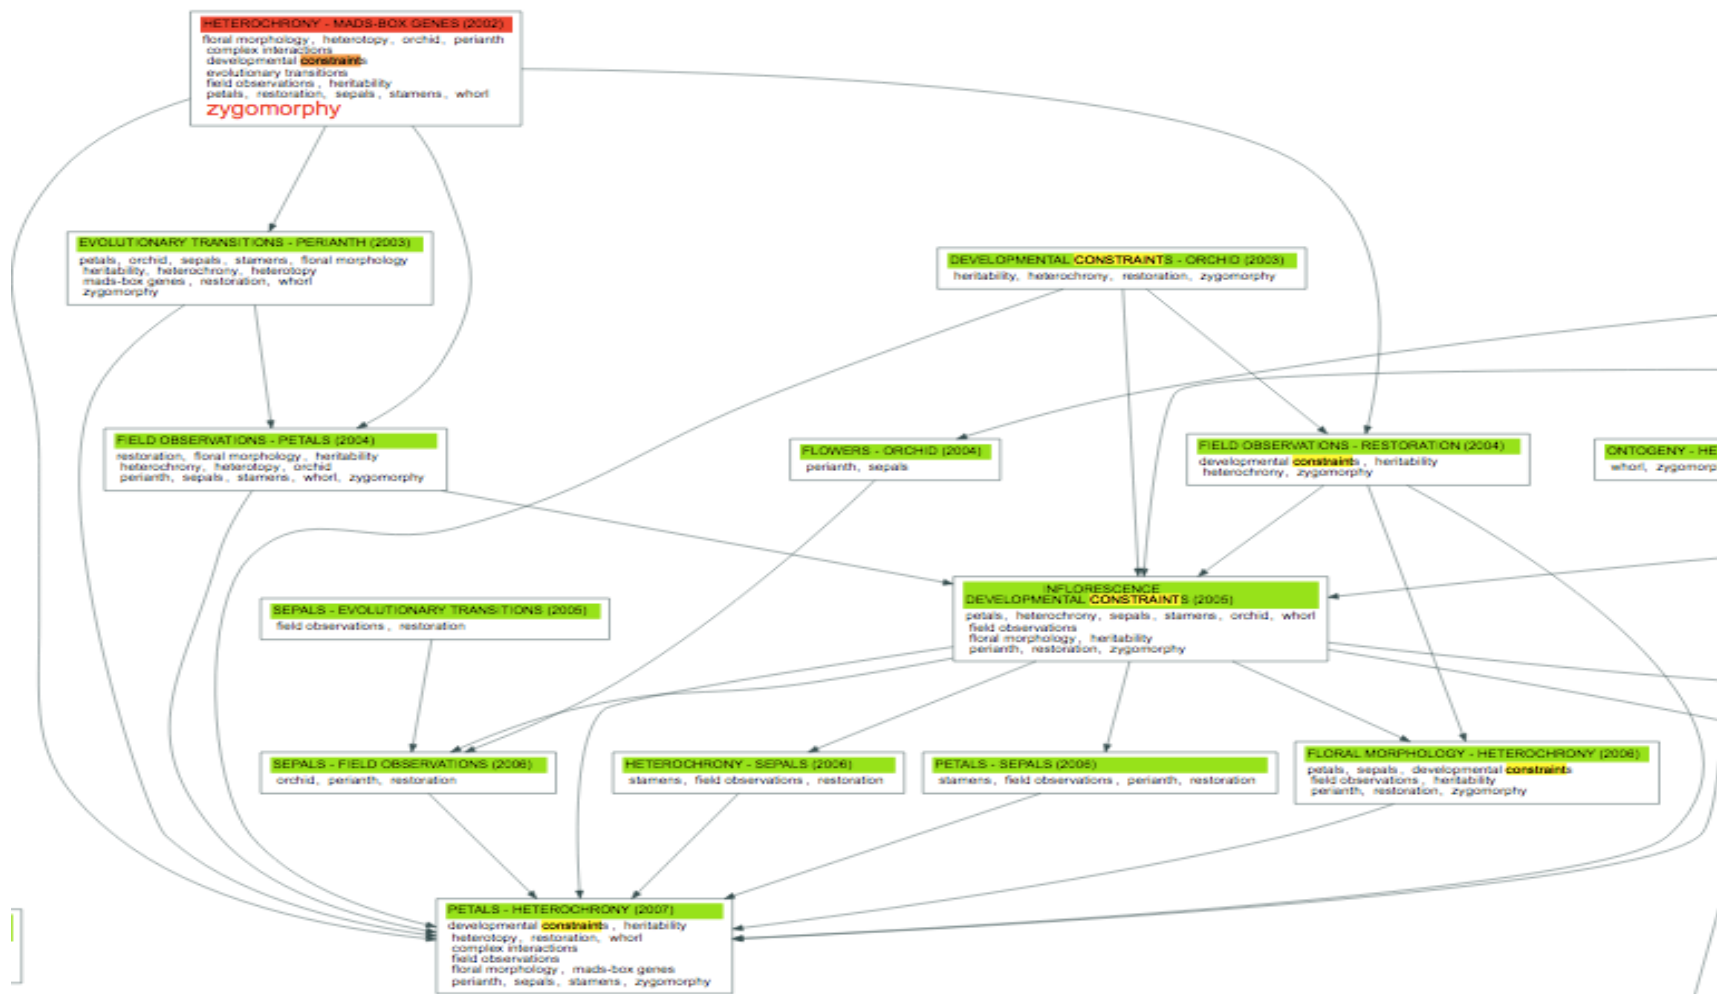 HETEROCHRONY - MADS-BOX GENES (2002)
floral morphology, heterotopy, orchid, perianth
complex interactions
developmental constraints
evolutionary transitions
field observations, heritability
petals, restoration, sepals, stamens, whorl
zygomorphy
EVOLUTIONARY TRANSITIONS - PERIANTH (2003)
petals, orchid, sepals, stamens, floral morphology
heritability, heterochrony, heterotopy
mads-box genes, restoration, whorl
zygomorphy
DEVELOPMENTAL CONSTRAINTS - ORCHID (2003)
heritability, heterochrony, restoration, zygomorphy
FIELD OBSERVATIONS - PETALS (2004)
restoration, floral morphology, heritability
heterochrony, heterotopy, orchid
perianth, sepals, stamens, whorl, zygomorphy
FLOWERS - ORCHID (2004)
perianth, sepals
FIELD OBSERVATIONS - RESTORATION (2004)
developmental constraints, heritability
heterochrony, zygomorphy
ONTOGENY - HE
whorl, zygomorp
SEPALS - EVOLUTIONARY TRANSITIONS (2005)
field observations, restoration
INFLORESCENCE
DEVELOPMENTAL CONSTRAINTS (2005)
petals, heterochrony, sepals, stamens, orchid, whorl
field observations
floral morphology, heritability
perianth, restoration, zygomorphy
SEPALS - FIELD OBSERVATIONS (2006)
orchid, perianth, restoration
HETEROCHRONY - SEPALS (2006)
stamens, field observations, restoration
PETALS - SEPALS (2006)
stamens, field observations, perianth, restoration
FLORAL MORPHOLOGY - HETEROCHRONY (2006)
petals, sepals, developmental constraints
field observations, heritability
perianth, restoration, zygomorphy
PETALS - HETEROCHRONY (2007)
developmental constraints, heritability
heterotopy, restoration, whorl
complex interactions
field observations
floral morphology, mads-box genes
perianth, sepals, stamens, zygomorphy